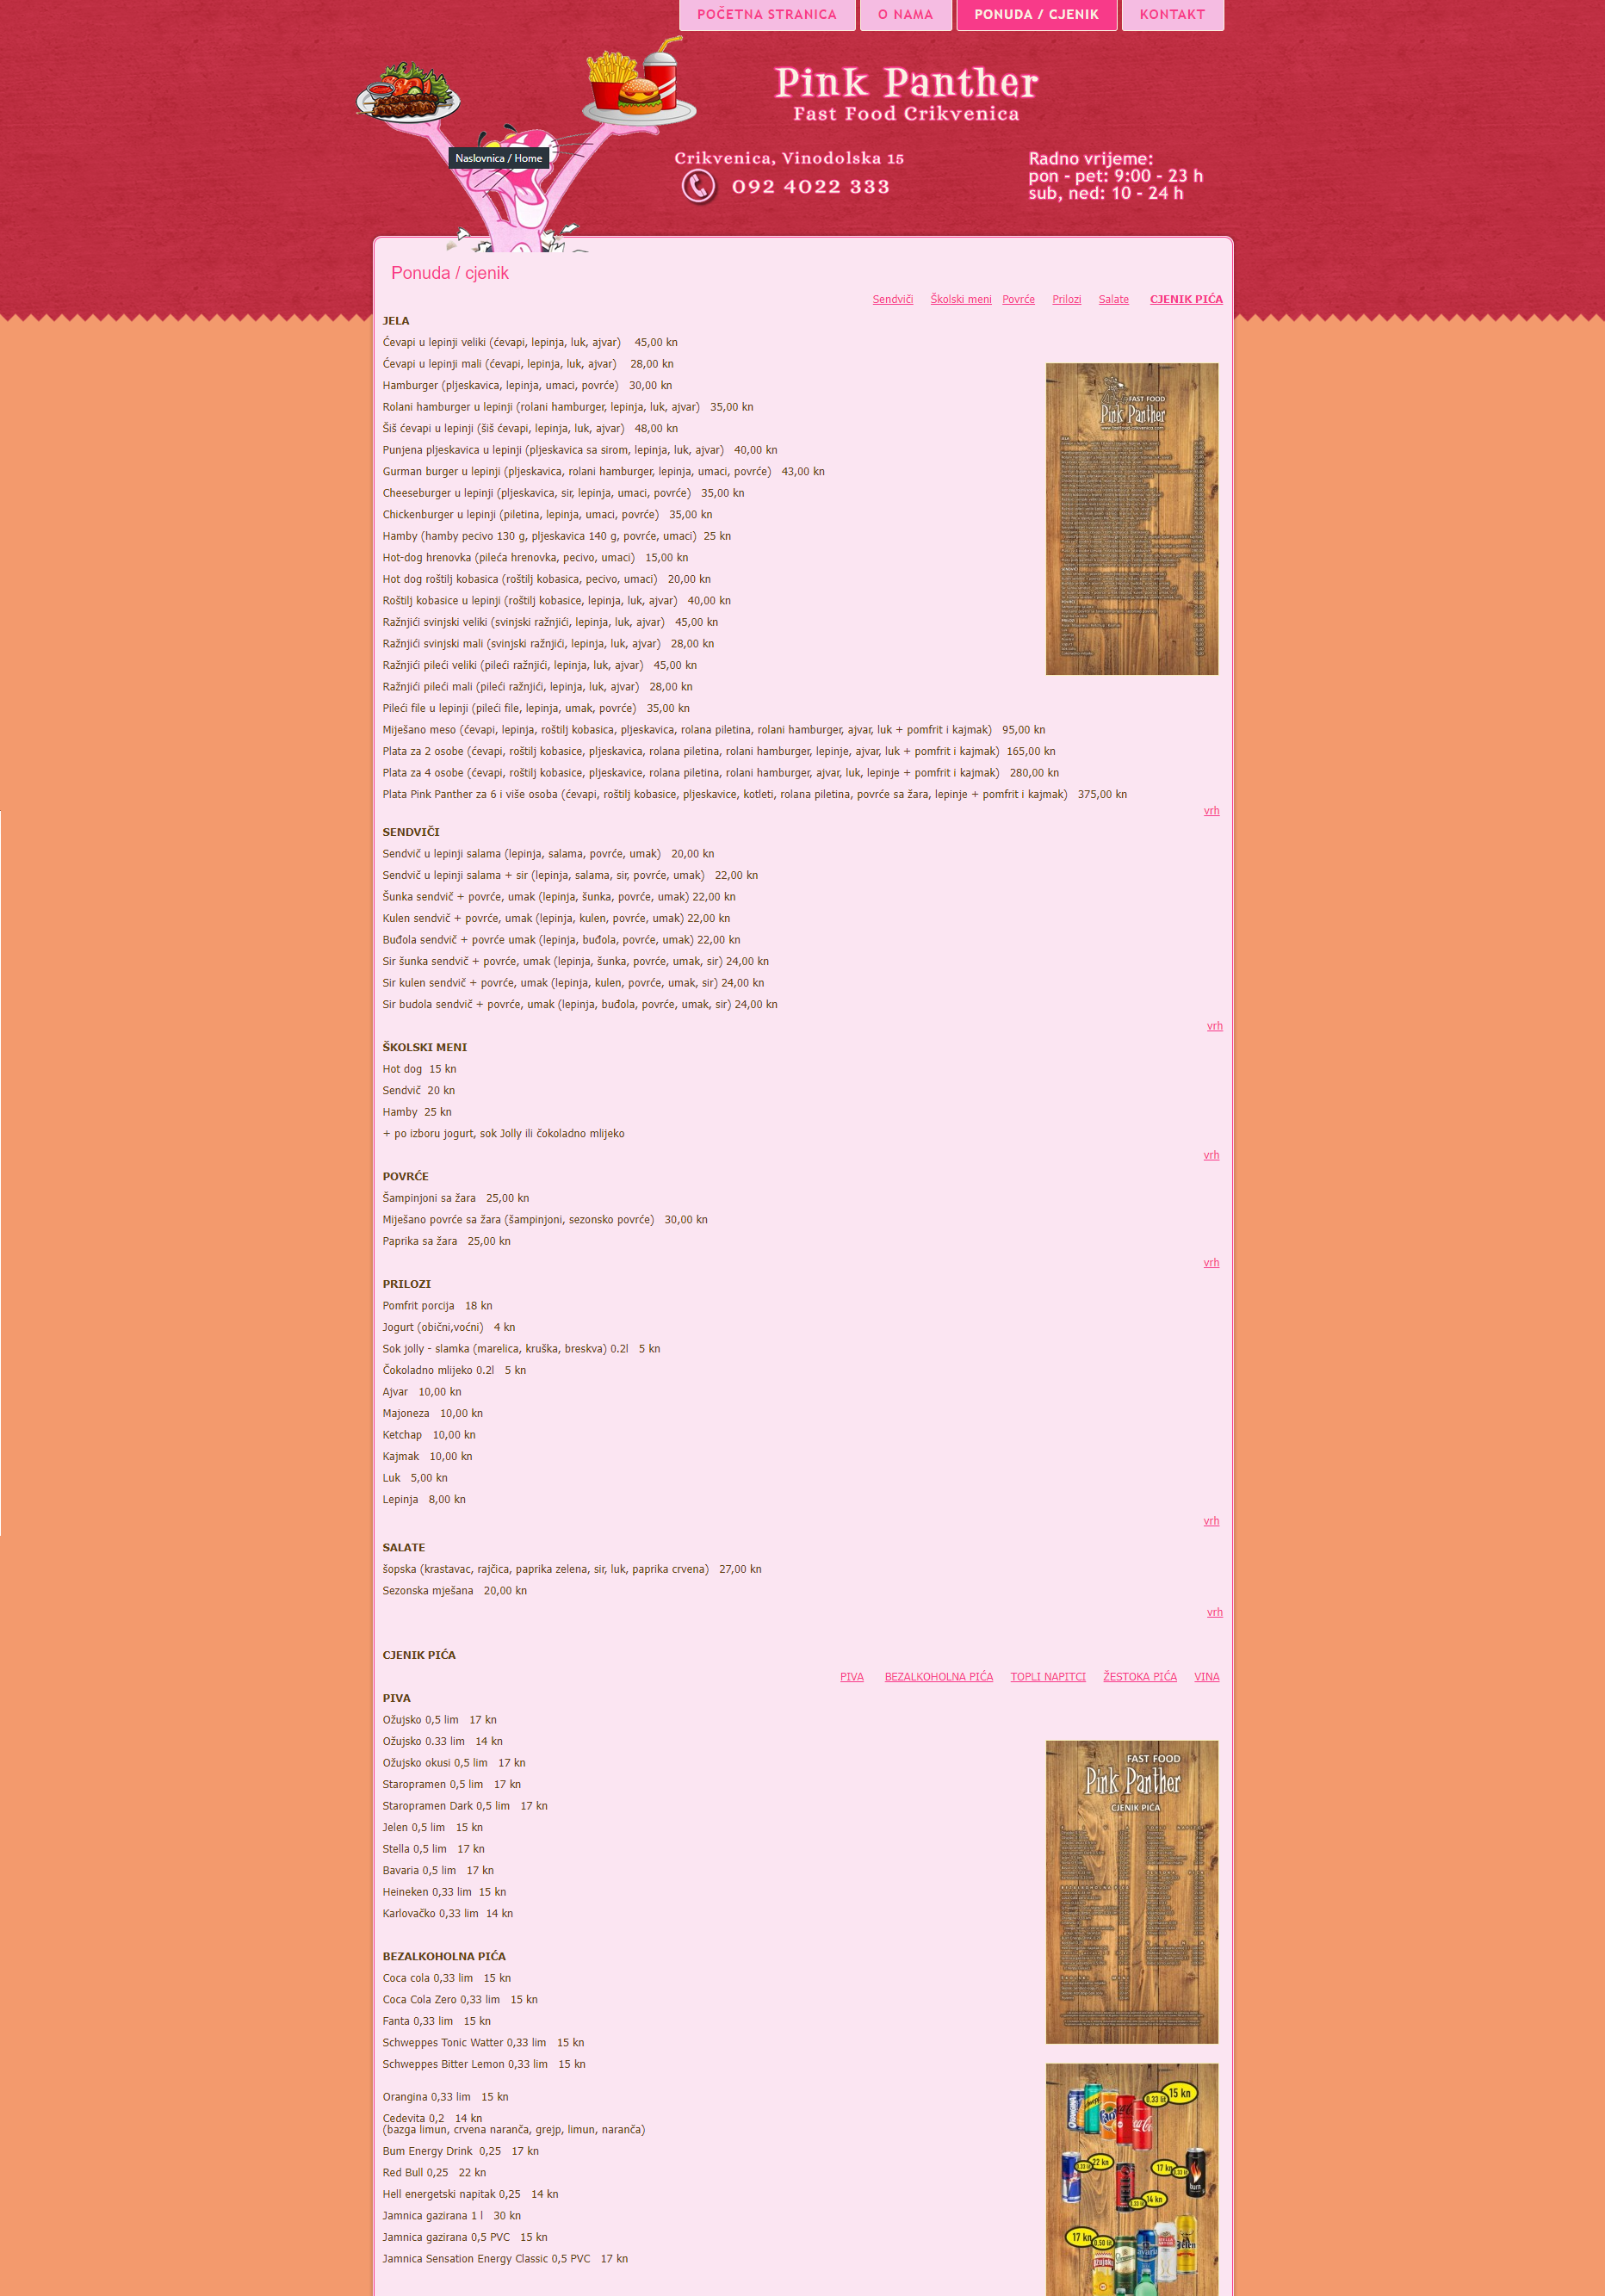 POČETNA STRANICA
O NAMA
PONUDA / CJENIK
KONTAKT
Pink Panther
Fast Food Crikvenica
Naslovnica / Home
Crikvenica, Vinodolska 15
092 4022 333
Radno vrijeme:
pon - pet: 9:00 - 23 h
sub, ned: 10 - 24 h
Ponuda / cjenik
Sendviči Školski meni Povrće Prilozi Salate CJENIK PIĆA
JELA
Ćevapi u lepinji veliki (ćevapi, lepinja, luk, ajvar) 45,00 kn
Ćevapi u lepinji mali (ćevapi, lepinja, luk, ajvar) 28,00 kn
Hamburger (pljeskavica, lepinja, umaci, povrće) 30,00 kn
Rolani hamburger u lepinji (rolani hamburger, lepinja, luk, ajvar) 35,00 kn
Šiš ćevapi u lepinji (šiš ćevapi, lepinja, luk, ajvar) 48,00 kn
Punjena pljeskavica u lepinji (pljeskavica sa sirom, lepinja, luk, ajvar) 40,00 kn
Gurman burger u lepinji (pljeskavica, rolani hamburger, lepinja, umaci, povrće) 43,00 kn
Cheeseburger u lepinji (pljeskavica, sir, lepinja, umaci, povrće) 35,00 kn
Chickenburger u lepinji (piletina, lepinja, umaci, povrće) 35,00 kn
Hamby (hamby pecivo 130 g, pljeskavica 140 g, povrće, umaci) 25 kn
Hot-dog hrenovka (pileća hrenovka, pecivo, umaci) 15,00 kn
Hot dog roštilj kobasica (roštilj kobasica, pecivo, umaci) 20,00 kn
Roštilj kobasice u lepinji (roštilj kobasice, lepinja, luk, ajvar) 40,00 kn
Ražnjići svinjski veliki (svinjski ražnjići, lepinja, luk, ajvar) 45,00 kn
Ražnjići svinjski mali (svinjski ražnjići, lepinja, luk, ajvar) 28,00 kn
Ražnjići pileći veliki (pileći ražnjići, lepinja, luk, ajvar) 45,00 kn
Ražnjići pileći mali (pileći ražnjići, lepinja, luk, ajvar) 28,00 kn
Pileći file u lepinji (pileći file, lepinja, umak, povrće) 35,00 kn
Miješano meso (ćevapi, lepinja, roštilj kobasica, pljeskavica, rolana piletina, rolani hamburger, ajvar, luk + pomfrit i kajmak) 95,00 kn
Plata za 2 osobe (ćevapi, roštilj kobasice, pljeskavica, rolana piletina, rolani hamburger, lepinje, ajvar, luk + pomfrit i kajmak) 165,00 kn
Plata za 4 osobe (ćevapi, roštilj kobasice, pljeskavice, rolana piletina, rolani hamburger, ajvar, luk, lepinje + pomfrit i kajmak) 280,00 kn
Plata Pink Panther za 6 i više osoba (ćevapi, roštilj kobasice, pljeskavice, kotleti, rolana piletina, povrće sa žara, lepinje + pomfrit i kajmak) 375,00 kn
vrh
SENDVIČI
Sendvič u lepinji salama (lepinja, salama, povrće, umak) 20,00 kn
Sendvič u lepinji salama + sir (lepinja, salama, sir, povrće, umak) 22,00 kn
Šunka sendvič + povrće, umak (lepinja, šunka, povrće, umak) 22,00 kn
Kulen sendvič + povrće, umak (lepinja, kulen, povrće, umak) 22,00 kn
Buđola sendvič + povrće umak (lepinja, buđola, povrće, umak) 22,00 kn
Sir šunka sendvič + povrće, umak (lepinja, šunka, povrće, umak, sir) 24,00 kn
Sir kulen sendvič + povrće, umak (lepinja, kulen, povrće, umak, sir) 24,00 kn
Sir budola sendvič + povrće, umak (lepinja, buđola, povrće, umak, sir) 24,00 kn
vrh
ŠKOLSKI MENI
Hot dog 15 kn
Sendvič 20 kn
Hamby 25 kn
+ po izboru jogurt, sok Jolly ili čokoladno mlijeko
vrh
POVRĆE
Šampinjoni sa žara 25,00 kn
Miješano povrće sa žara (šampinjoni, sezonsko povrće) 30,00 kn
Paprika sa žara 25,00 kn
vrh
PRILOZI
Pomfrit porcija 18 kn
Jogurt (obični,voćni) 4 kn
Sok jolly - slamka (marelica, kruška, breskva) 0.2l 5 kn
Čokoladno mlijeko 0.2l 5 kn
Ajvar 10,00 kn
Majoneza 10,00 kn
Ketchap 10,00 kn
Kajmak 10,00 kn
Luk 5,00 kn
Lepinja 8,00 kn
vrh
SALATE
šopska (krastavac, rajčica, paprika zelena, sir, luk, paprika crvena) 27,00 kn
Sezonska mješana 20,00 kn
vrh
CJENIK PIĆA
PIVA BEZALKOHOLNA PIĆA TOPLI NAPITCI ŽESTOKA PIĆA VINA
PIVA
Ožujsko 0,5 lim 17 kn
Ožujsko 0.33 lim 14 kn
Ožujsko okusi 0,5 lim 17 kn
Staropramen 0,5 lim 17 kn
Staropramen Dark 0,5 lim 17 kn
Jelen 0,5 lim 15 kn
Stella 0,5 lim 17 kn
Bavaria 0,5 lim 17 kn
Heineken 0,33 lim 15 kn
Karlovačko 0,33 lim 14 kn
BEZALKOHOLNA PIĆA
Coca cola 0,33 lim 15 kn
Coca Cola Zero 0,33 lim 15 kn
Fanta 0,33 lim 15 kn
Schweppes Tonic Watter 0,33 lim 15 kn
Schweppes Bitter Lemon 0,33 lim 15 kn
Orangina 0,33 lim 15 kn
Cedevita 0,2 14 kn
(bazga limun, crvena naranča, grejp, limun, naranča)
Bum Energy Drink 0,25 17 kn
Red Bull 0,25 22 kn
Hell energetski napitak 0,25 14 kn
Jamnica gazirana 1 l 30 kn
Jamnica gazirana 0,5 PVC 15 kn
Jamnica Sensation Energy Classic 0,5 PVC 17 kn
FAST FOOD
Pink Panther
FAST FOOD
Pink Panther
CJENIK PIĆA
0.33 lit 15 kn
22 kn
17 kn
14 kn
17 kn
0.50 lit